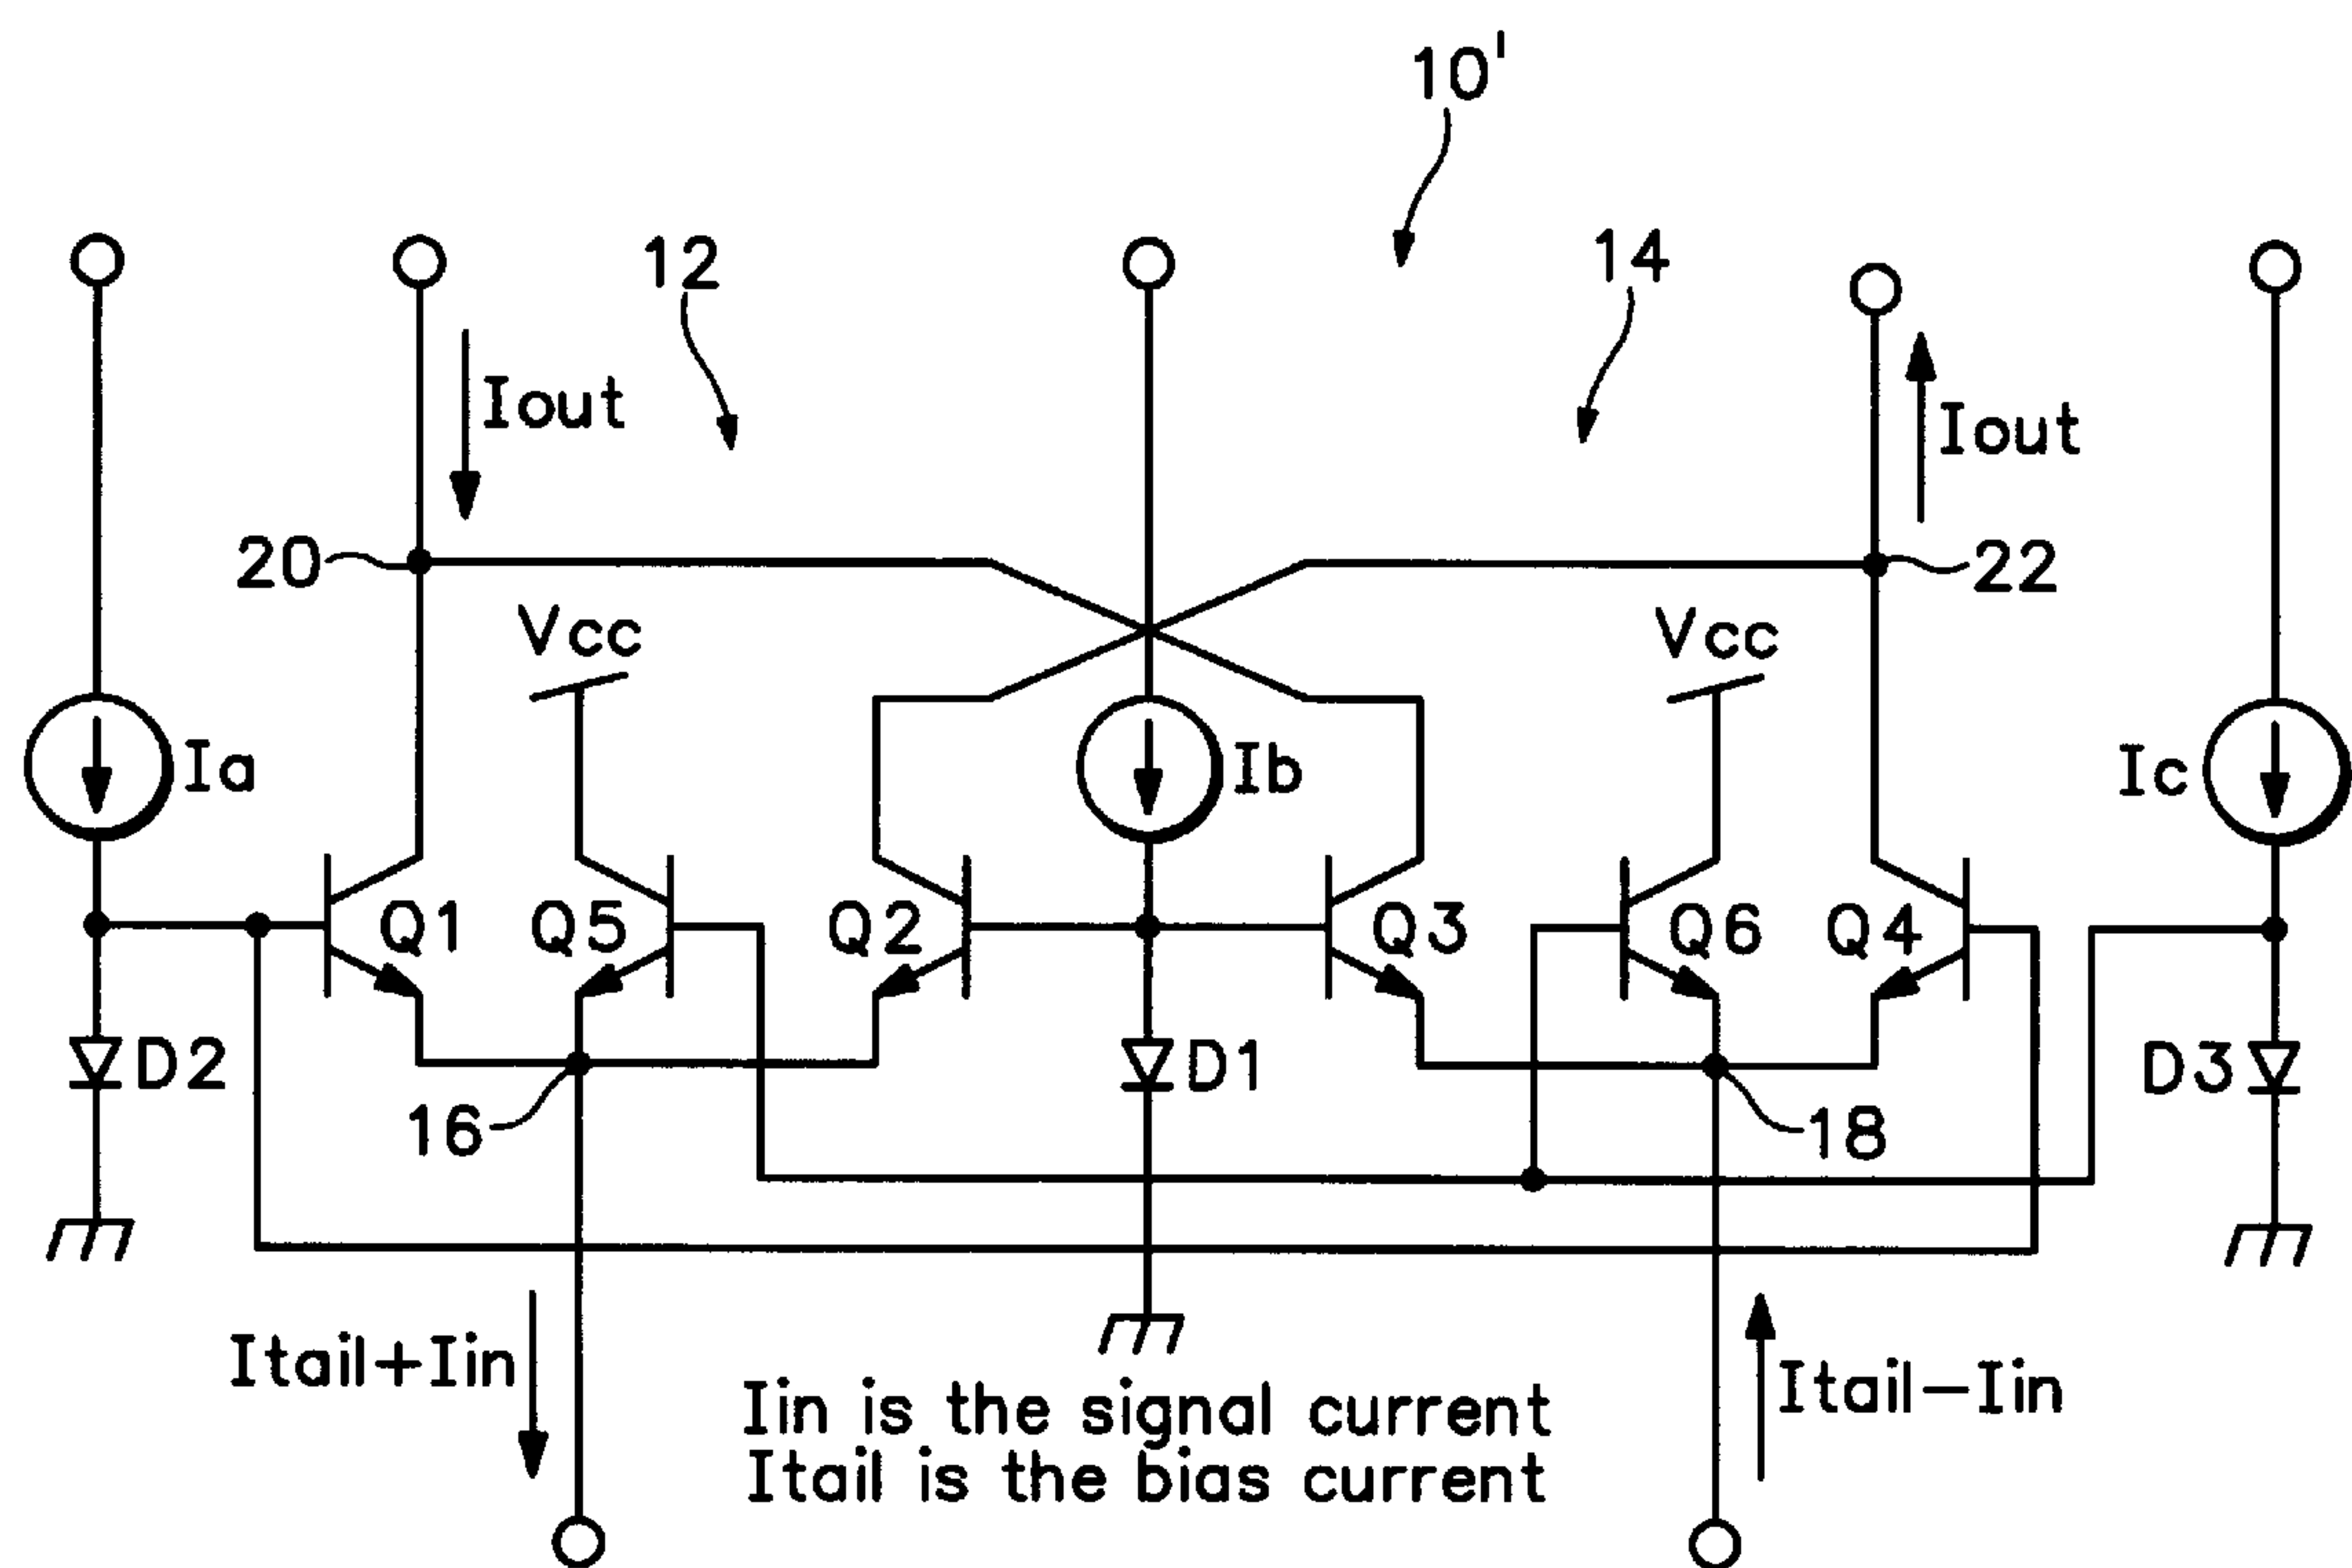 10'
12
14
Iout
Iout
20
22
Vcc
Vcc
Ia
Ib
Ic
Q1
Q5
Q2
Q3
Q6
Q4
D2
D1
D3
16
18
Itail+Iin
Itail−Iin
Iin is the signal current
Itail is the bias current